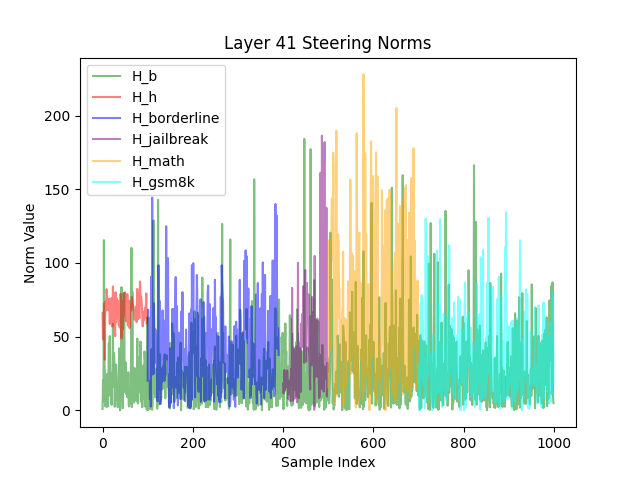 Layer 41 Steering Norms
H_b
H_h
H_borderline
H_jailbreak
H_math
H_gsm8k
Norm Value
200
150
100
50
0
0
200
400
600
800
1000
Sample Index